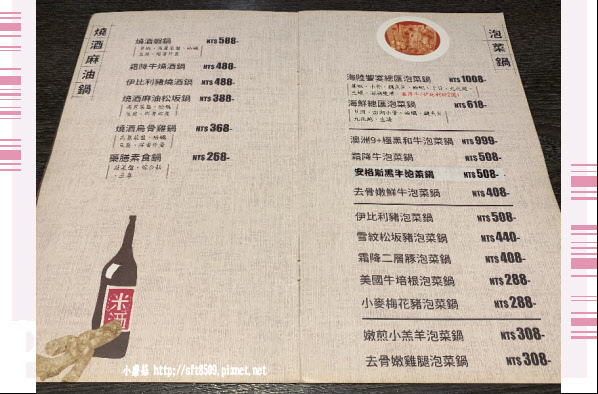 燒酒麻油鍋
燒酒蝦鍋 NT$ 588-
霜降牛燒酒鍋 NT$ 488-
伊比利豬燒酒鍋 NT$ 488-
燒酒麻油松坂鍋 NT$ 388-
燒酒烏骨雞鍋 NT$ 368-
藥膳素食鍋 NT$ 268-
米酒
泡菜鍋
海陸饗宴總匯泡菜鍋 NT$ 1008-
海鮮總匯泡菜鍋 NT$ 618-
澳洲9+極黑和牛泡菜鍋 NT$ 999-
霜降牛泡菜鍋 NT$ 508-
安格斯黑牛泡菜鍋 NT$ 508-
去骨嫩鮮牛泡菜鍋 NT$ 408-
伊比利豬泡菜鍋 NT$ 508-
雪紋松坂豬泡菜鍋 NT$ 440-
霜降二層豚泡菜鍋 NT$ 408-
美國牛培根泡菜鍋 NT$ 288-
小麥梅花豬泡菜鍋 NT$ 288-
嫩煎小羔羊泡菜鍋 NT$ 308-
去骨嫩雞腿泡菜鍋 NT$ 308-
小蘑菇 http://sft8509.pixnet.net